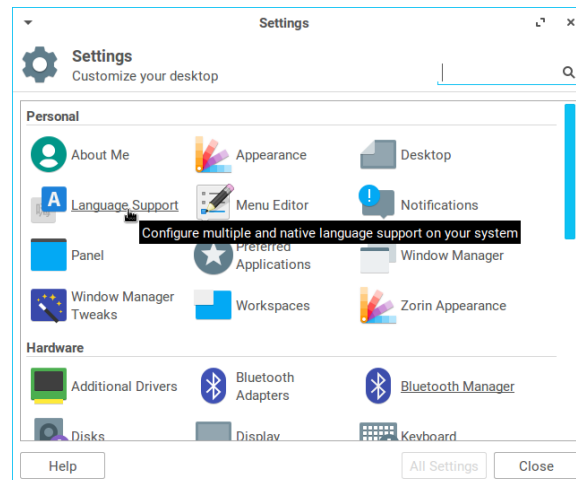 Settings
Settings
Customize your desktop
Personal
About Me
Appearance
Desktop
A
Language Support
Menu Editor
Notifications
Configure multiple and native language support on your system
Panel
Preferred
Applications
Window Manager
Window Manager
Tweaks
Workspaces
Zorin Appearance
Hardware
Additional Drivers
Bluetooth
Adapters
Bluetooth Manager
Disks
Display
Keyboard
Help
All Settings
Close